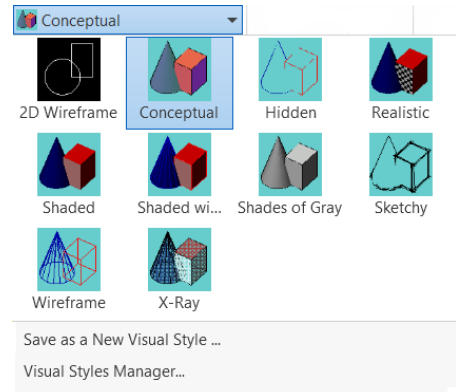 Conceptual
2D Wireframe Conceptual Hidden Realistic
Shaded Shaded wi... Shades of Gray Sketchy
Wireframe X-Ray
Save as a New Visual Style ...
Visual Styles Manager...